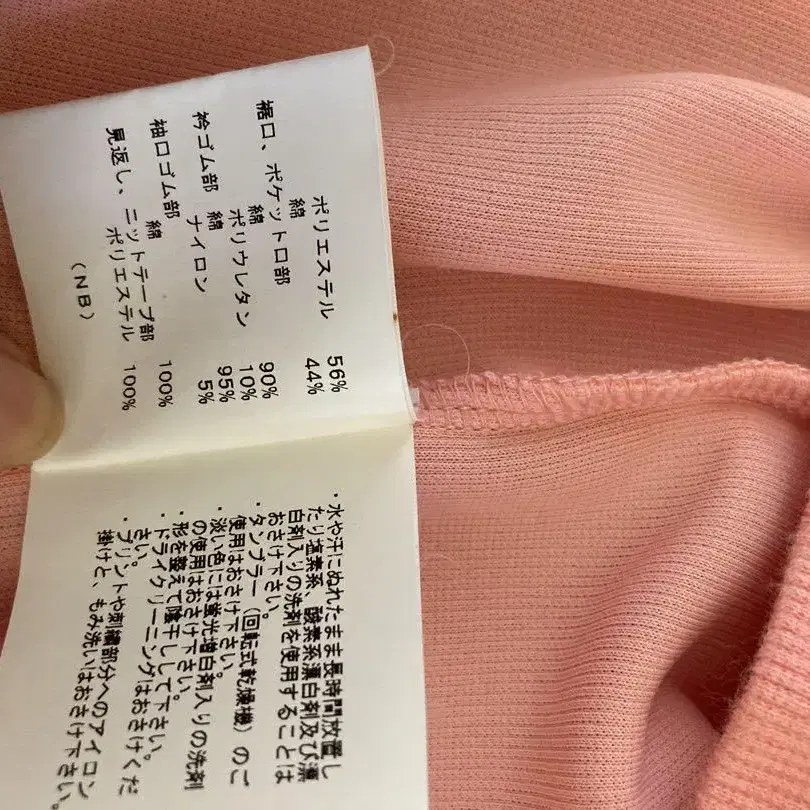 ポリエステル 56%
綿 44%
裾口、ポケット口部
綿 90%
ポリウレタン 10%
衿ゴム部
綿 95%
ナイロン 5%
袖口ゴム部
綿 100%
見返し、ニットテープ部
ポリエステル 100%
(NB)
・水や汗にぬれたまま長時間放置し
たり塩素系、酸素系漂白剤及び漂
白剤入りの洗剤を使用することは
おさけ下さい。
・タンブラー(回転式乾燥機)のご
使用はおさけ下さい。
・淡い色には螢光増白剤入りの洗剤
の使用はおさけ下さい。
・形を整えて陰干しして下さい。
・ドライクリーニングはおさけくだ
さい。
・プリントや刺繍部分へのアイロン
掛けと、もみ洗いはおさけ下さい。